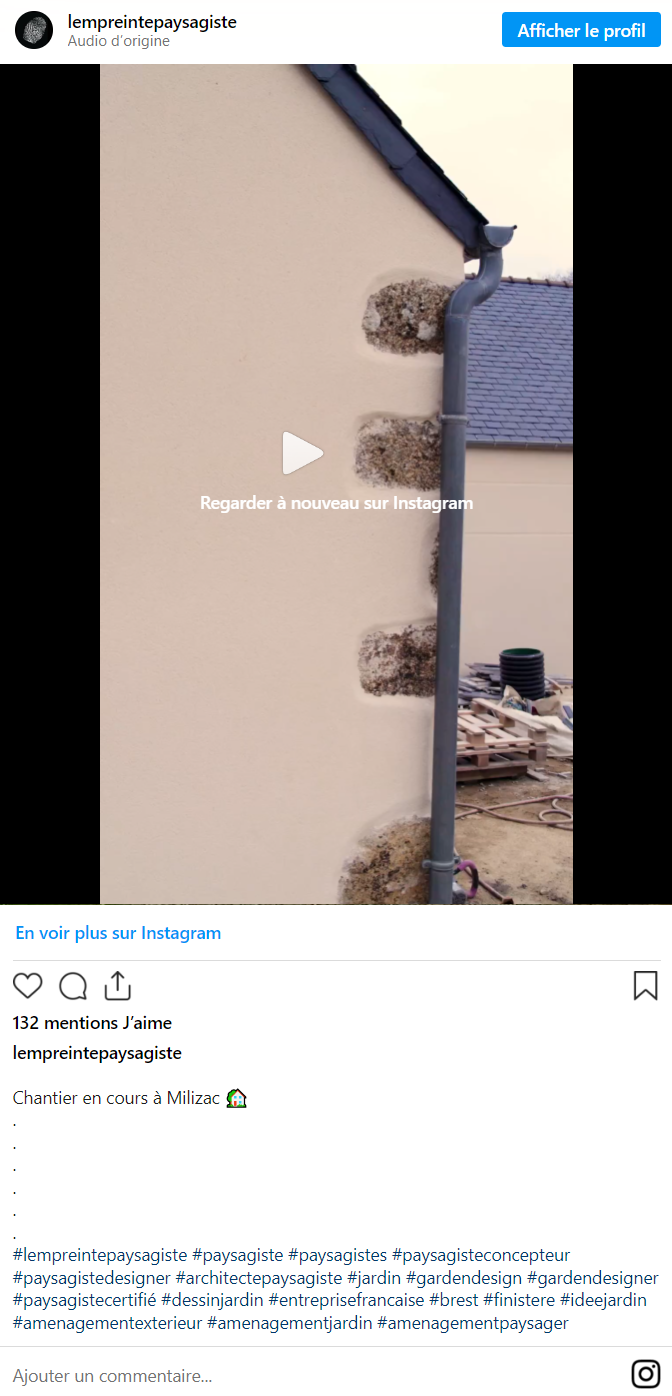 lempreintepaysagiste
Audio d’origine
Afficher le profil
Regarder à nouveau sur Instagram
En voir plus sur Instagram
132 mentions J’aime
lempreintepaysagiste
Chantier en cours à Milizac 🏡
.
.
.
.
.
.
#lempreintepaysagiste #paysagiste #paysagistes #paysagisteconcepteur
#paysagistedesigner #architectepaysagiste #jardin #gardendesign #gardendesigner
#paysagistecertifié #dessinjardin #entreprisefrancaise #brest #finistere #ideejardin
#amenagementexterieur #amenagementjardin #amenagementpaysager
Ajouter un commentaire...